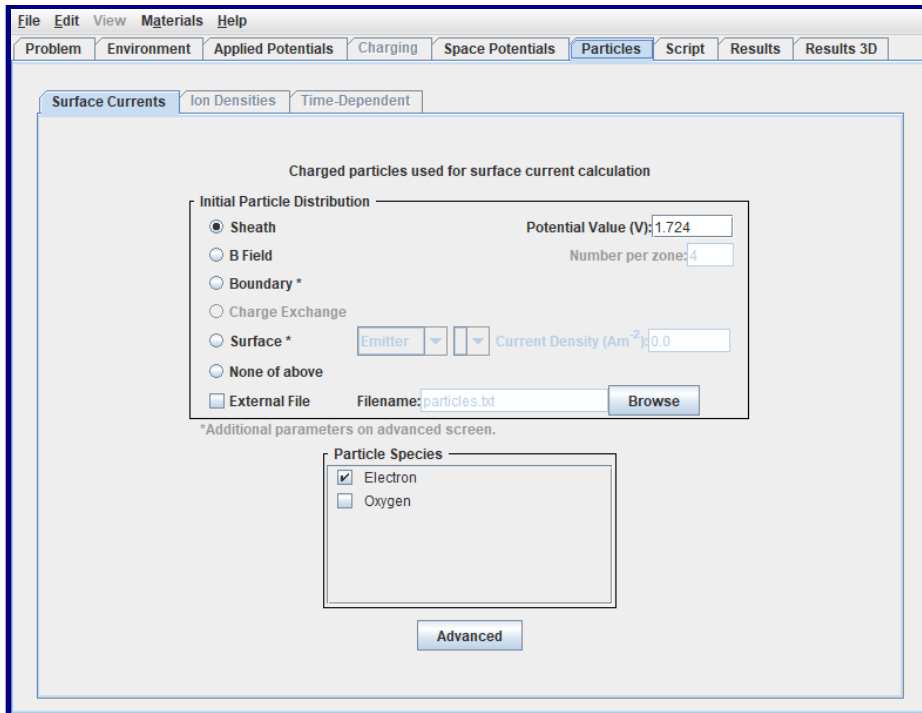 File Edit View Materials Help
Problem Environment Applied Potentials Charging Space Potentials Particles Script Results Results 3D
Surface Currents Ion Densities Time-Dependent
Charged particles used for surface current calculation
Initial Particle Distribution
Sheath Potential Value (V): 1.724
B Field Number per zone: 4
Boundary *
Charge Exchange
Surface * Emitter Current Density (Am⁻²): 0.0
None of above
External File Filename: particles.txt Browse
*Additional parameters on advanced screen.
Particle Species
Electron
Oxygen
Advanced